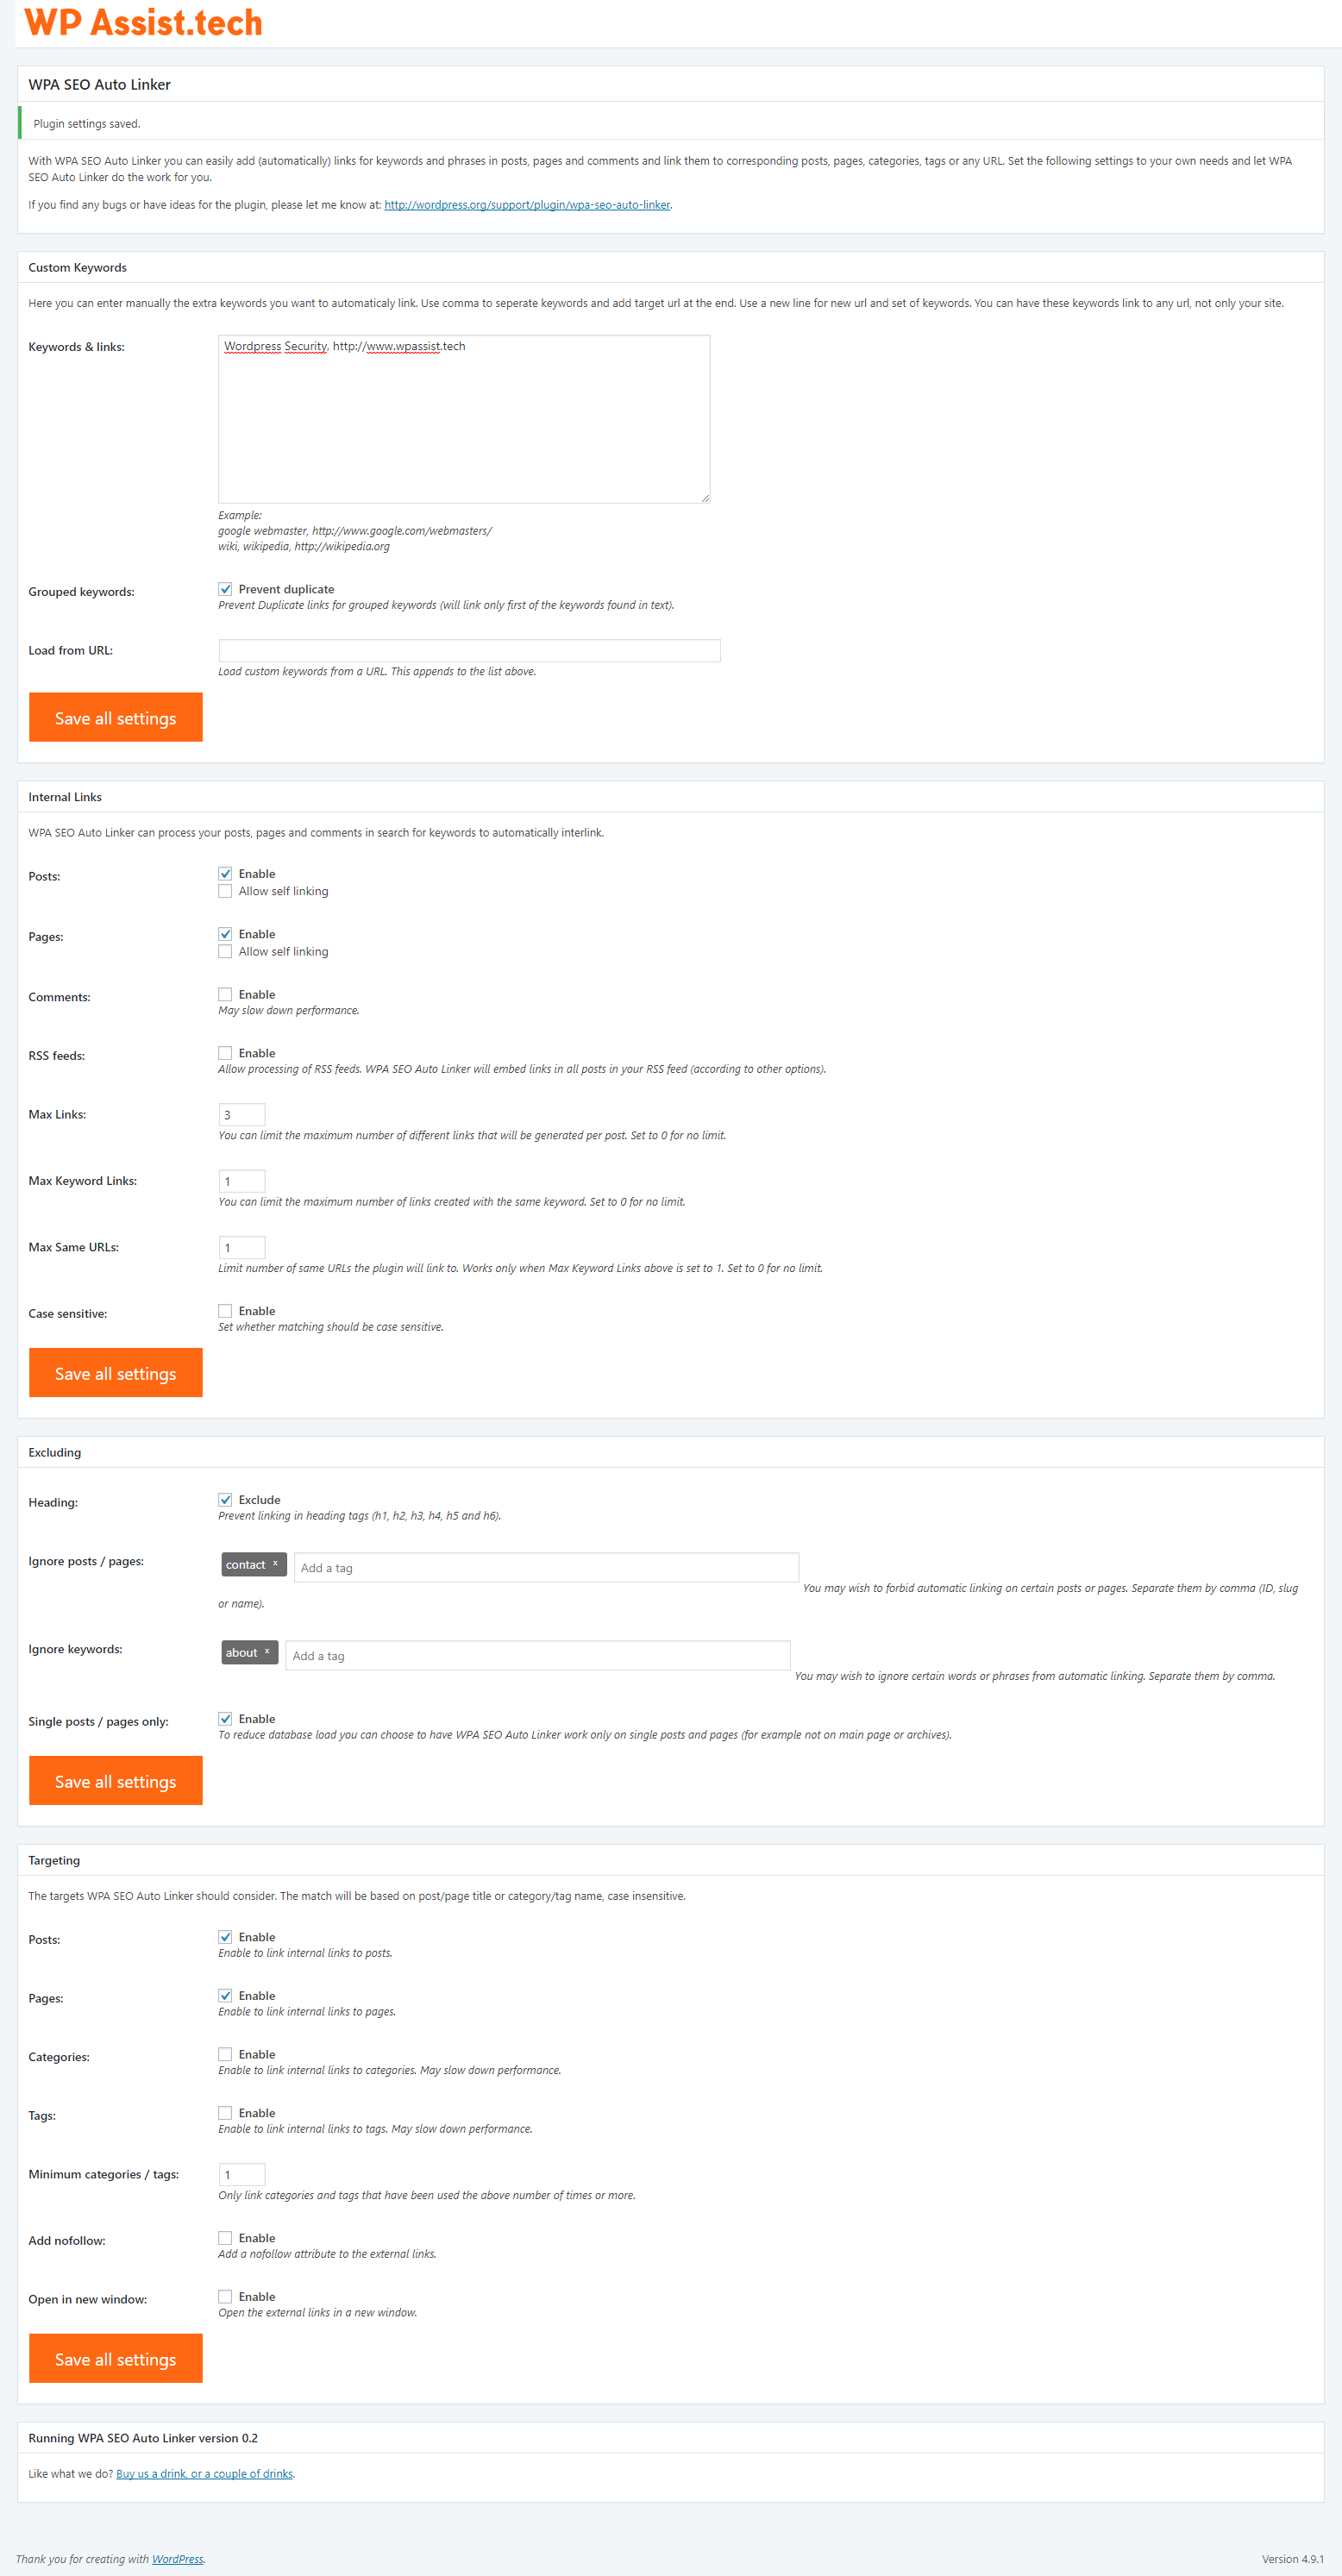 WP Assist.tech
WPA SEO Auto Linker
Plugin settings saved.
With WPA SEO Auto Linker you can easily add (automatically) links for keywords and phrases in posts, pages and comments and link them to corresponding posts, pages, categories, tags or any URL. Set the following settings to your own needs and let WPA
SEO Auto Linker do the work for you.
If you find any bugs or have ideas for the plugin, please let me know at: http://wordpress.org/support/plugin/wpa-seo-auto-linker.
Custom Keywords
Here you can enter manually the extra keywords you want to automaticaly link. Use comma to seperate keywords and add target url at the end. Use a new line for new url and set of keywords. You can have these keywords link to any url, not only your site.
Keywords & links:
Wordpress Security, http://www.wpassist.tech
Example:
google webmaster, http://www.google.com/webmasters/
wiki, wikipedia, http://wikipedia.org
Grouped keywords:
Prevent duplicate
Prevent Duplicate links for grouped keywords (will link only first of the keywords found in text).
Load from URL:
Load custom keywords from a URL. This appends to the list above.
Save all settings
Internal Links
WPA SEO Auto Linker can process your posts, pages and comments in search for keywords to automatically interlink.
Posts:
Enable
Allow self linking
Pages:
Enable
Allow self linking
Comments:
Enable
May slow down performance.
RSS feeds:
Enable
Allow processing of RSS feeds. WPA SEO Auto Linker will embed links in all posts in your RSS feed (according to other options).
Max Links:
3
You can limit the maximum number of different links that will be generated per post. Set to 0 for no limit.
Max Keyword Links:
1
You can limit the maximum number of links created with the same keyword. Set to 0 for no limit.
Max Same URLs:
1
Limit number of same URLs the plugin will link to. Works only when Max Keyword Links above is set to 1. Set to 0 for no limit.
Case sensitive:
Enable
Set whether matching should be case sensitive.
Save all settings
Excluding
Heading:
Exclude
Prevent linking in heading tags (h1, h2, h3, h4, h5 and h6).
Ignore posts / pages:
contact x
Add a tag
You may wish to forbid automatic linking on certain posts or pages. Separate them by comma (ID, slug
or name).
Ignore keywords:
about x
Add a tag
You may wish to ignore certain words or phrases from automatic linking. Separate them by comma.
Single posts / pages only:
Enable
To reduce database load you can choose to have WPA SEO Auto Linker work only on single posts and pages (for example not on main page or archives).
Save all settings
Targeting
The targets WPA SEO Auto Linker should consider. The match will be based on post/page title or category/tag name, case insensitive.
Posts:
Enable
Enable to link internal links to posts.
Pages:
Enable
Enable to link internal links to pages.
Categories:
Enable
Enable to link internal links to categories. May slow down performance.
Tags:
Enable
Enable to link internal links to tags. May slow down performance.
Minimum categories / tags:
1
Only link categories and tags that have been used the above number of times or more.
Add nofollow:
Enable
Add a nofollow attribute to the external links.
Open in new window:
Enable
Open the external links in a new window.
Save all settings
Running WPA SEO Auto Linker version 0.2
Like what we do? Buy us a drink, or a couple of drinks.
Thank you for creating with WordPress.
Version 4.9.1